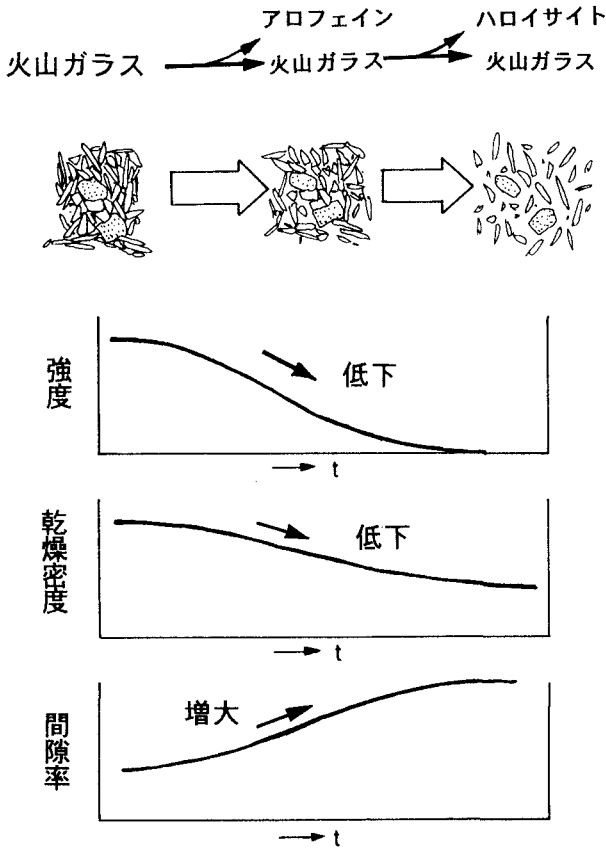 アロフェイン ハロイサイト
火山ガラス 火山ガラス 火山ガラス
強度
低下
t
乾燥密度
低下
t
間隙率
増大
t